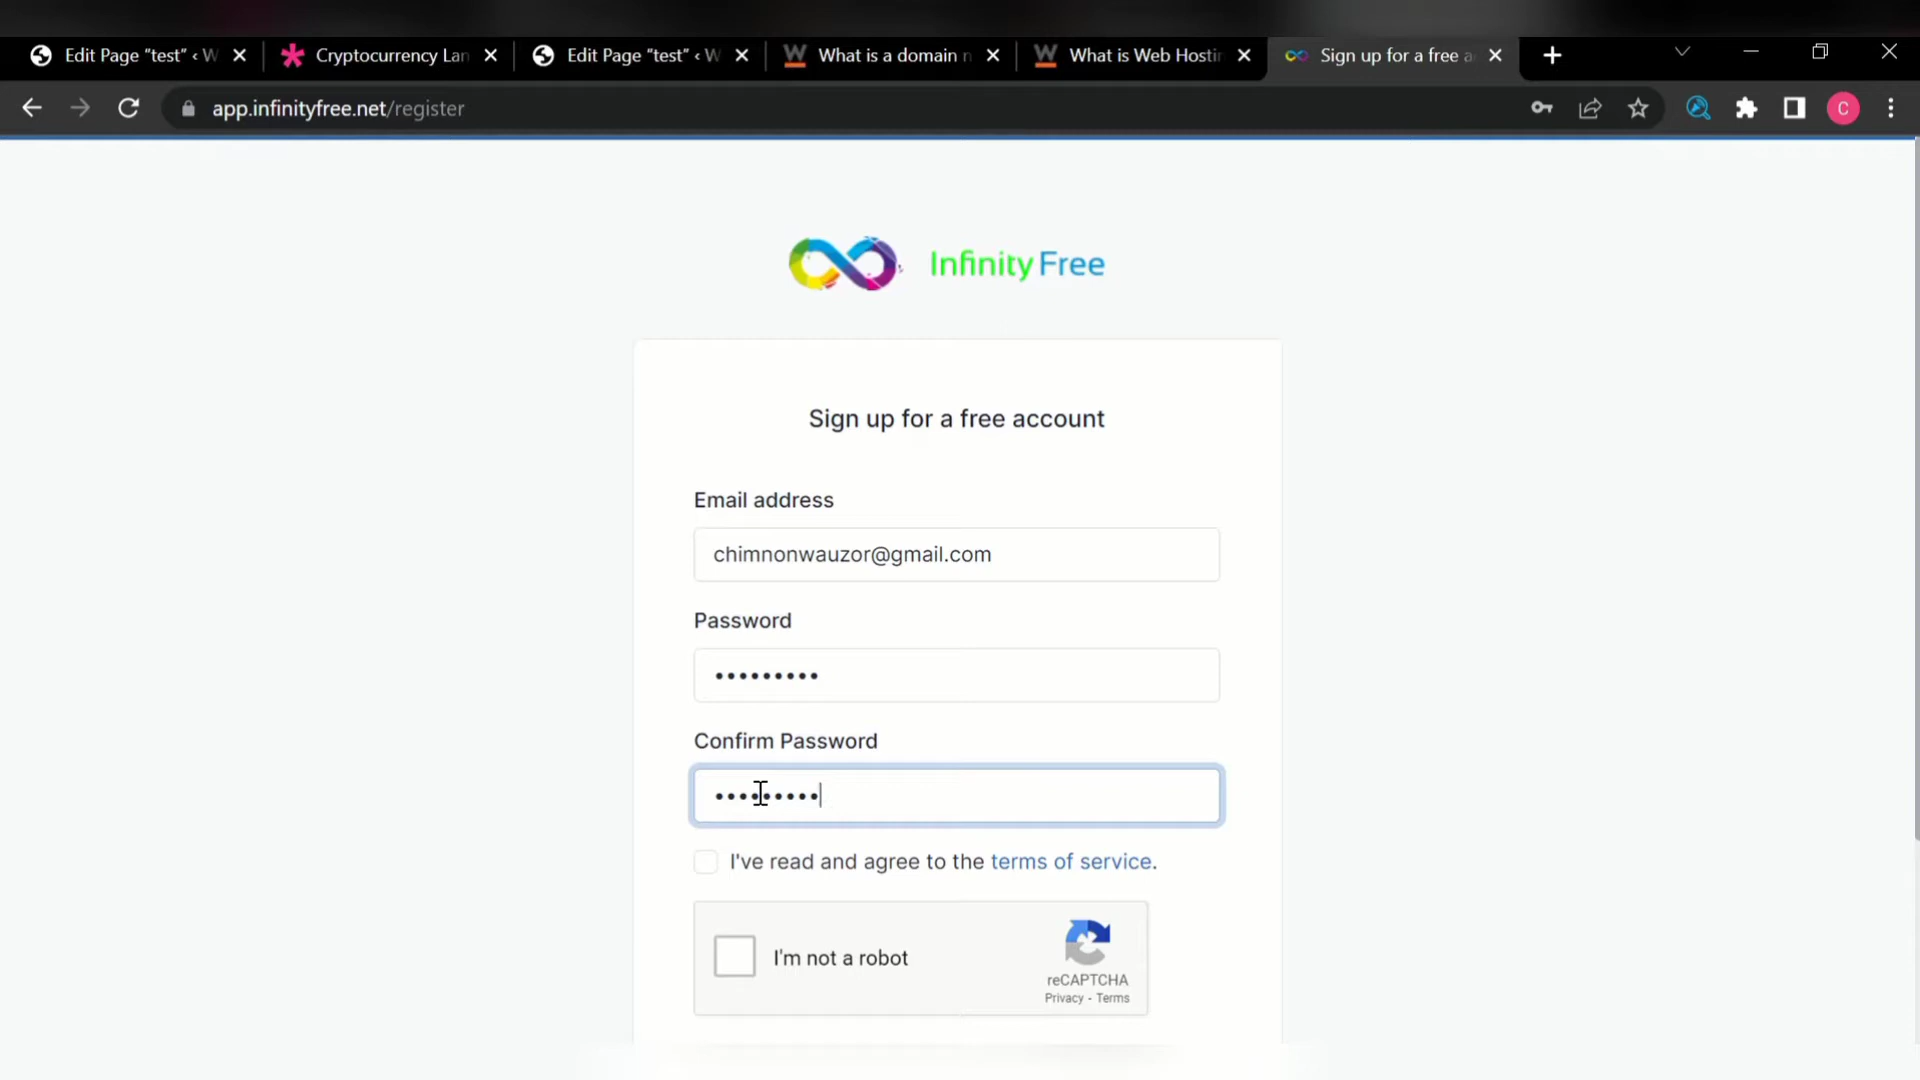 Edit Page “test” ‹ W
Cryptocurrency Lan
Edit Page “test” ‹ W
What is a domain n
What is Web Hostin
Sign up for a free a
app.infinityfree.net/register
C
Infinity Free
Sign up for a free account
Email address
chimnonwauzor@gmail.com
Password
•••••••••
Confirm Password
•••••••••
I've read and agree to the terms of service.
I'm not a robot
reCAPTCHA
Privacy - Terms